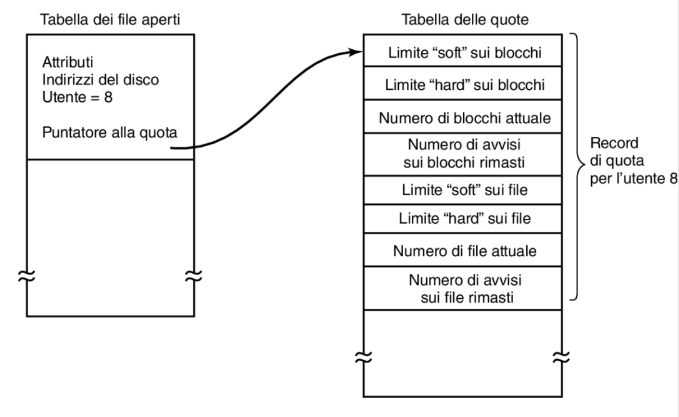 Tabella dei file aperti
Attributi
Indirizzi del disco
Utente = 8
Puntatore alla quota
Tabella delle quote
Limite “soft” sui blocchi
Limite “hard” sui blocchi
Numero di blocchi attuale
Numero di avvisi
sui blocchi rimasti
Limite “soft” sui file
Limite “hard” sui file
Numero di file attuale
Numero di avvisi
sui file rimasti
Record
di quota
per l’utente 8